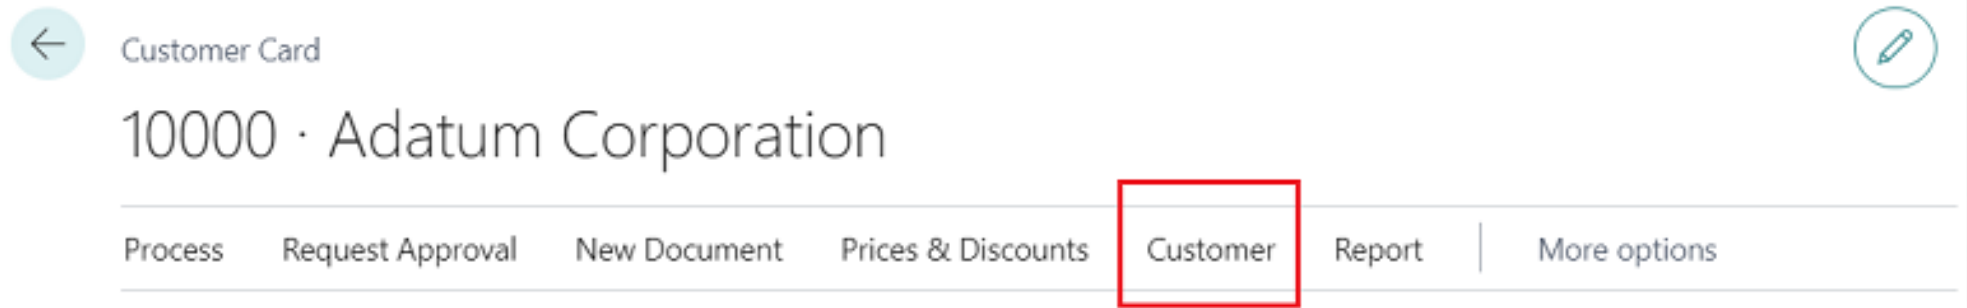 Customer Card
10000 · Adatum Corporation
Process Request Approval New Document Prices & Discounts Customer Report More options